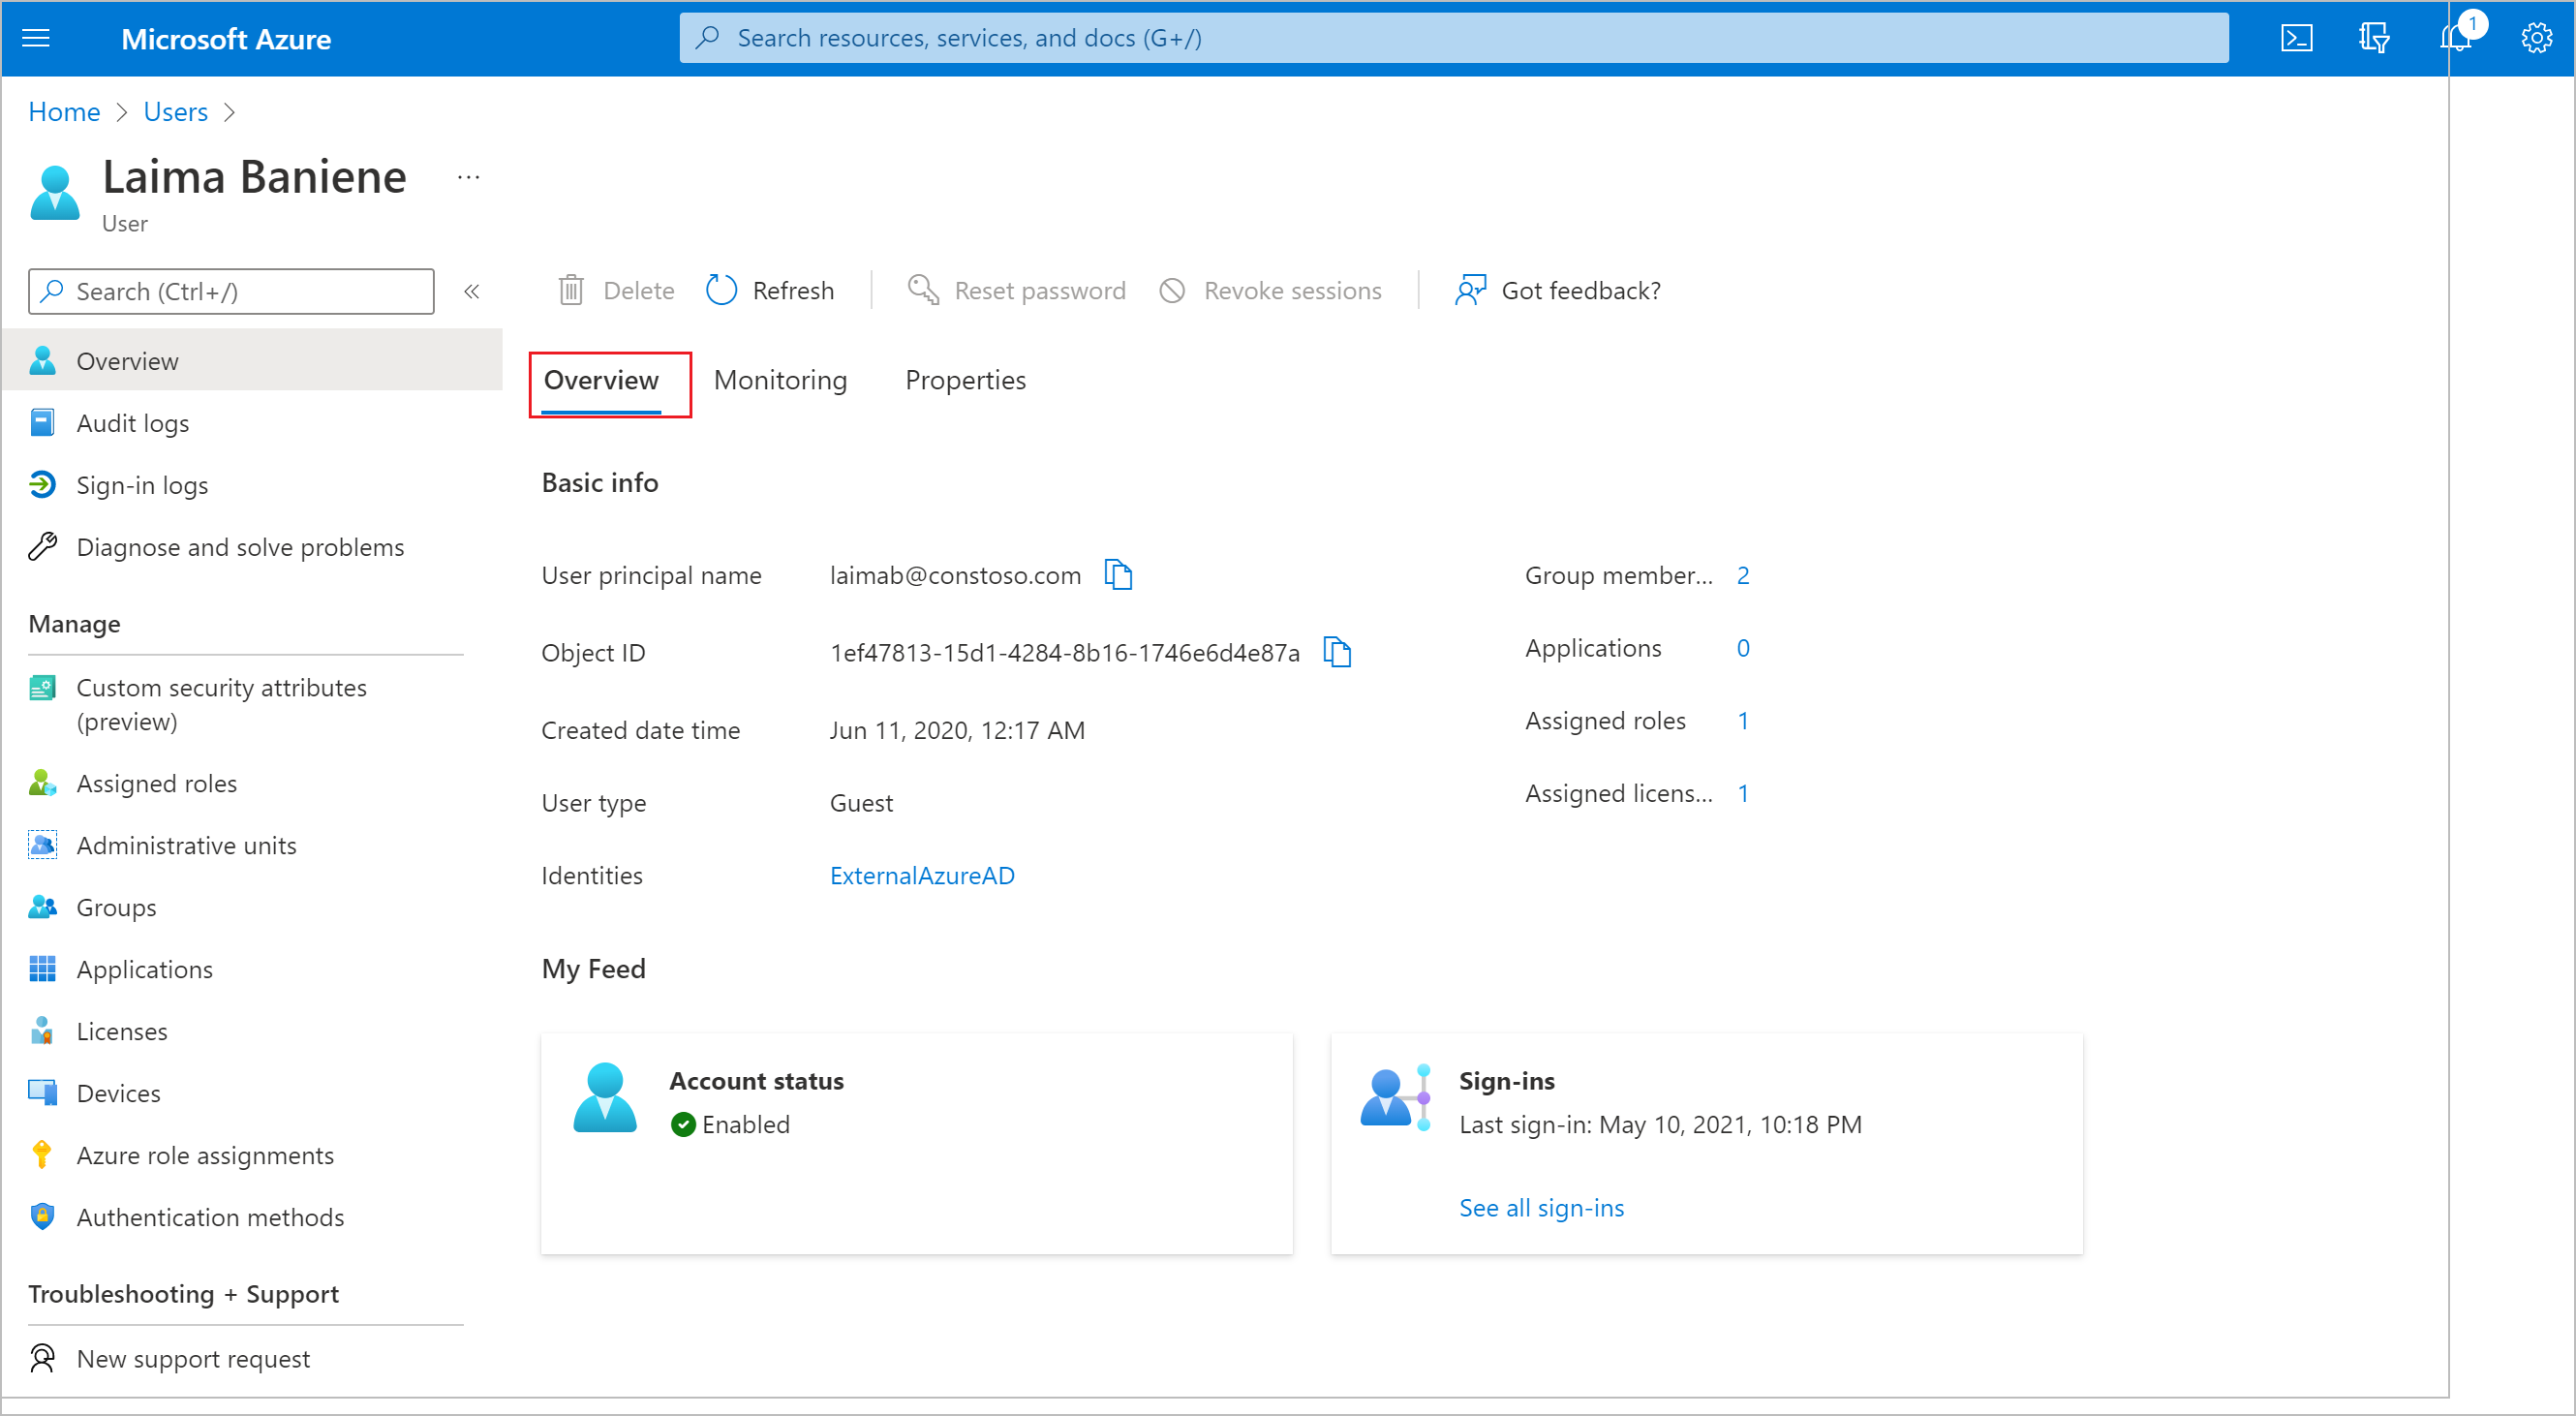 Microsoft Azure
Search resources, services, and docs (G+/)
1
Home > Users >
Laima Baniene ...
User
Search (Ctrl+/)
«
Delete
Refresh
Reset password
Revoke sessions
Got feedback?
Overview
Audit logs
Sign-in logs
Diagnose and solve problems
Manage
Custom security attributes
(preview)
Assigned roles
Administrative units
Groups
Applications
Licenses
Devices
Azure role assignments
Authentication methods
Troubleshooting + Support
New support request
Overview
Monitoring
Properties
Basic info
User principal name laimab@constoso.com
Object ID 1ef47813-15d1-4284-8b16-1746e6d4e87a
Created date time Jun 11, 2020, 12:17 AM
User type Guest
Identities ExternalAzureAD
Group member... 2
Applications 0
Assigned roles 1
Assigned licens... 1
My Feed
Account status
Enabled
Sign-ins
Last sign-in: May 10, 2021, 10:18 PM
See all sign-ins